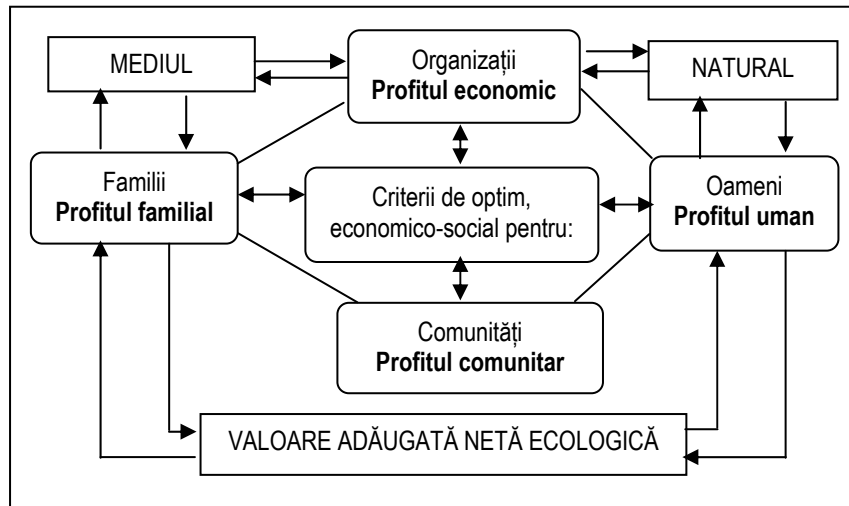 MEDIUL
Organizații
Profitul economic
NATURAL
Familii
Profitul familial
Criterii de optim,
economico-social pentru:
Oameni
Profitul uman
Comunități
Profitul comunitar
VALOARE ADĂUGATĂ NETĂ ECOLOGICĂ